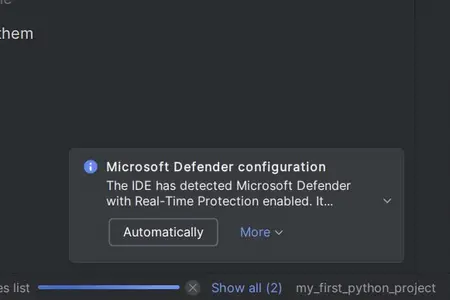 them
Microsoft Defender configuration
The IDE has detected Microsoft Defender
with Real-Time Protection enabled. It...
Automatically
More
list
Show all (2)
my_first_python_project